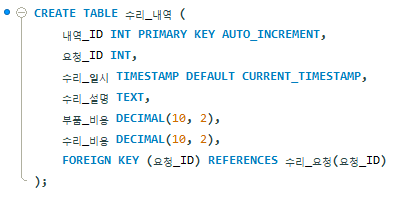 CREATE TABLE 수리_내역 (
내역_ID INT PRIMARY KEY AUTO_INCREMENT,
요청_ID INT,
수리_일시 TIMESTAMP DEFAULT CURRENT_TIMESTAMP,
수리_설명 TEXT,
부품_비용 DECIMAL(10, 2),
수리_비용 DECIMAL(10, 2),
FOREIGN KEY (요청_ID) REFERENCES 수리_요청(요청_ID)
);